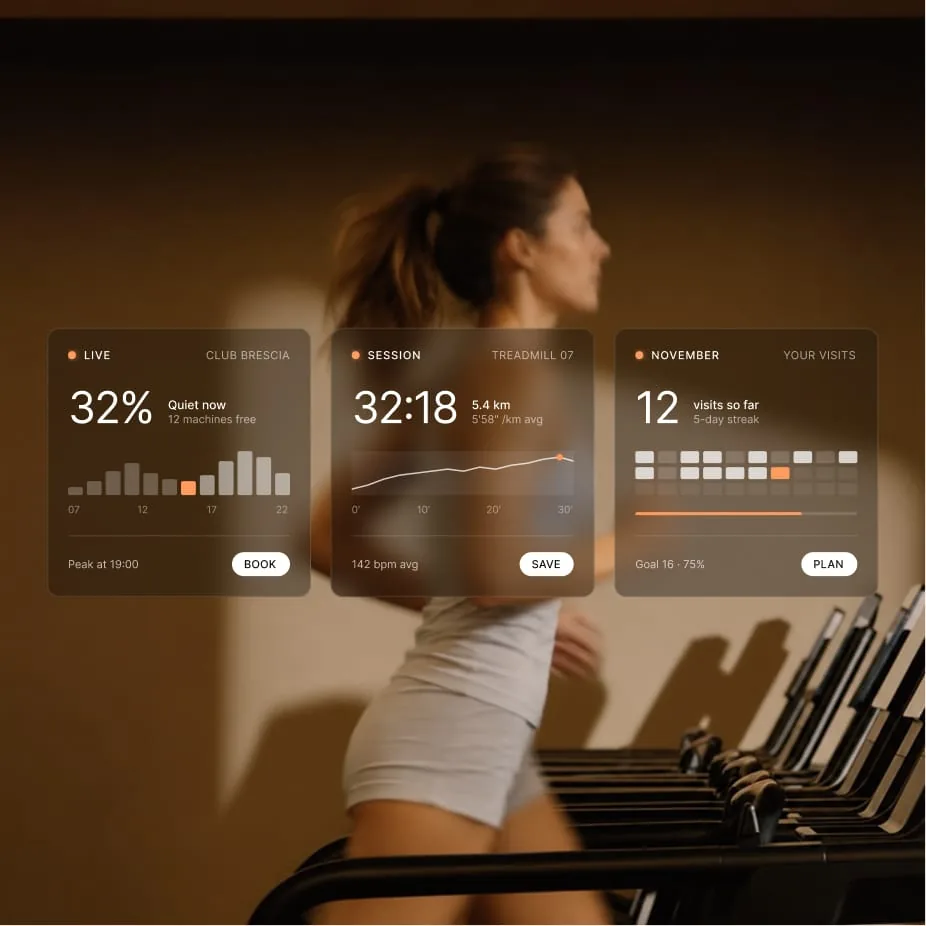 LIVE CLUB BRESCIA
32% Quiet now
12 machines free
07 12 17 22
Peak at 19:00 BOOK
SESSION TREADMILL 07
32:18 5.4 km
5'58" /km avg
0' 10' 20' 30'
142 bpm avg SAVE
NOVEMBER YOUR VISITS
12 visits so far
5-day streak
Goal 16 · 75% PLAN